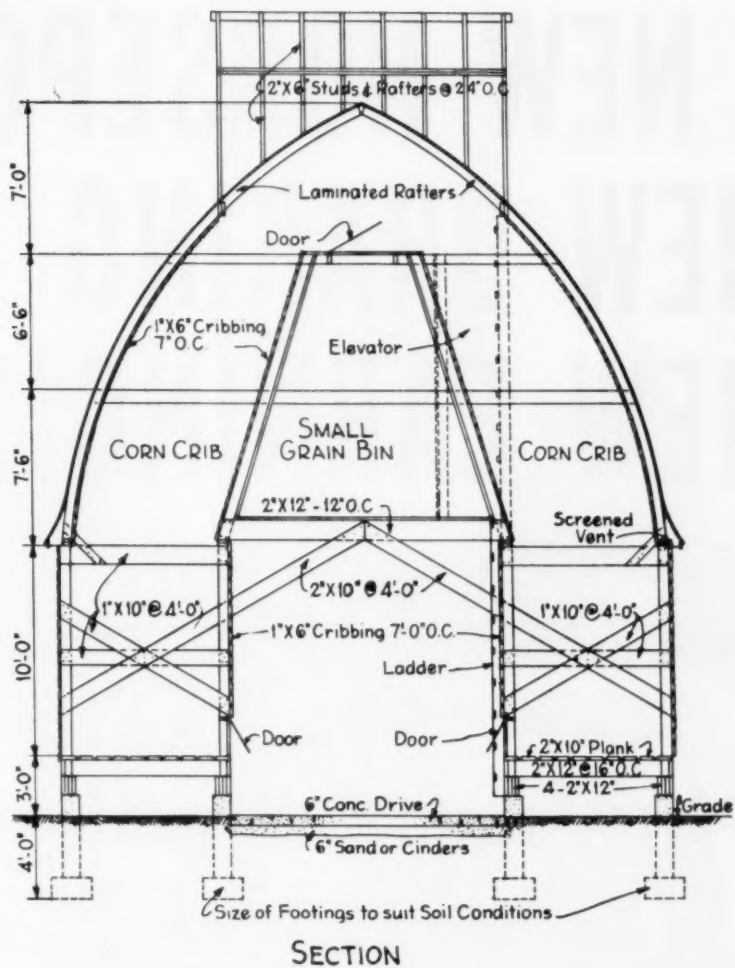 2"X6" Studs & Rafters @ 24" O.C
7'-0"
Laminated Rafters
Door
6'-6"
1"X6" Cribbing
7" O.C.
Elevator
7'-6"
CORN CRIB
SMALL
GRAIN BIN
CORN CRIB
2"X12"-12" O.C
Screened
Vent
1"X10" @ 4'-0"
2"X10" @ 4'-0"
1"X10" @ 4'-0"
1"X6" Cribbing 7'-0" O.C.
10'-0"
Ladder
Door
Door
2"X10" Plank
2"X12" @ 16" O.C
4-2"X12"
3'-0"
6" Conc. Drive
Grade
6" Sand or Cinders
4'-0"
Size of Footings to suit Soil Conditions
SECTION